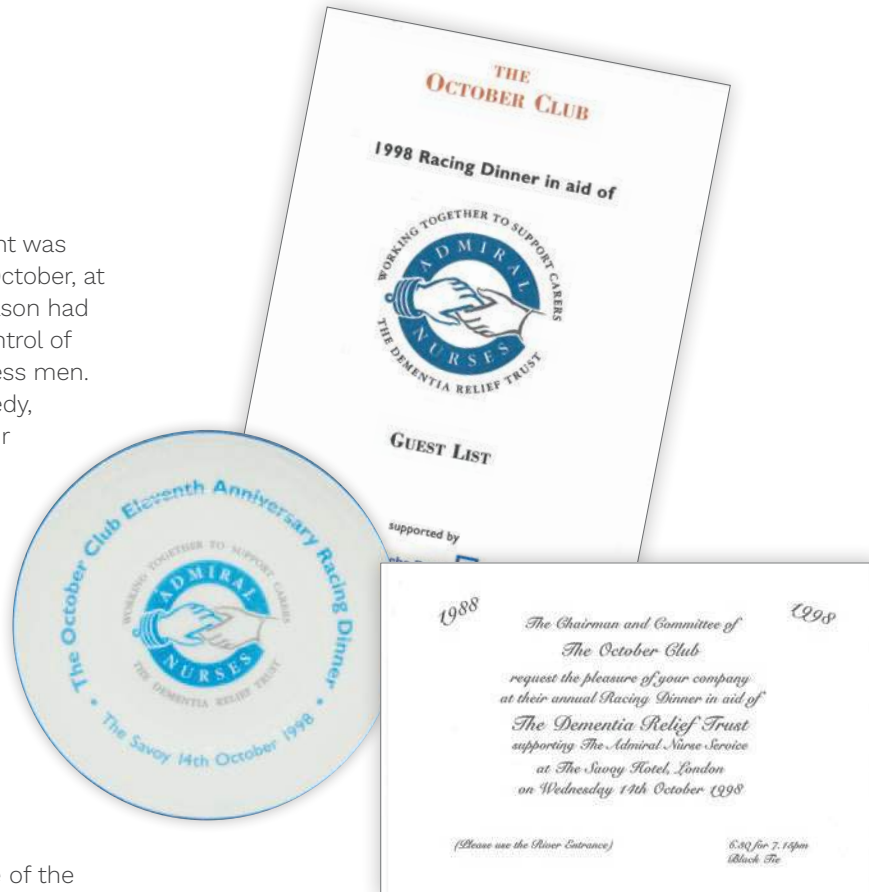 nt was
ctober, at
son had
ntrol of
ess men.
edy,
r
of the
THE
OCTOBER CLUB
1998 Racing Dinner in aid of
WORKING TOGETHER TO SUPPORT CARERS
ADMIRAL
NURSES
THE DEMENTIA RELIEF TRUST
GUEST LIST
supported by
The October Club Eleventh Anniversary Racing Dinner
WORKING TOGETHER TO SUPPORT CARERS
ADMIRAL
NURSES
THE DEMENTIA RELIEF TRUST
• The Savoy 14th October 1998 •
1988
1998
The Chairman and Committee of
The October Club
request the pleasure of your company
at their annual Racing Dinner in aid of
The Dementia Relief Trust
supporting The Admiral Nurse Service
at The Savoy Hotel, London
on Wednesday 14th October 1998
(Please use the River Entrance)
6.30 for 7.15pm
Black Tie